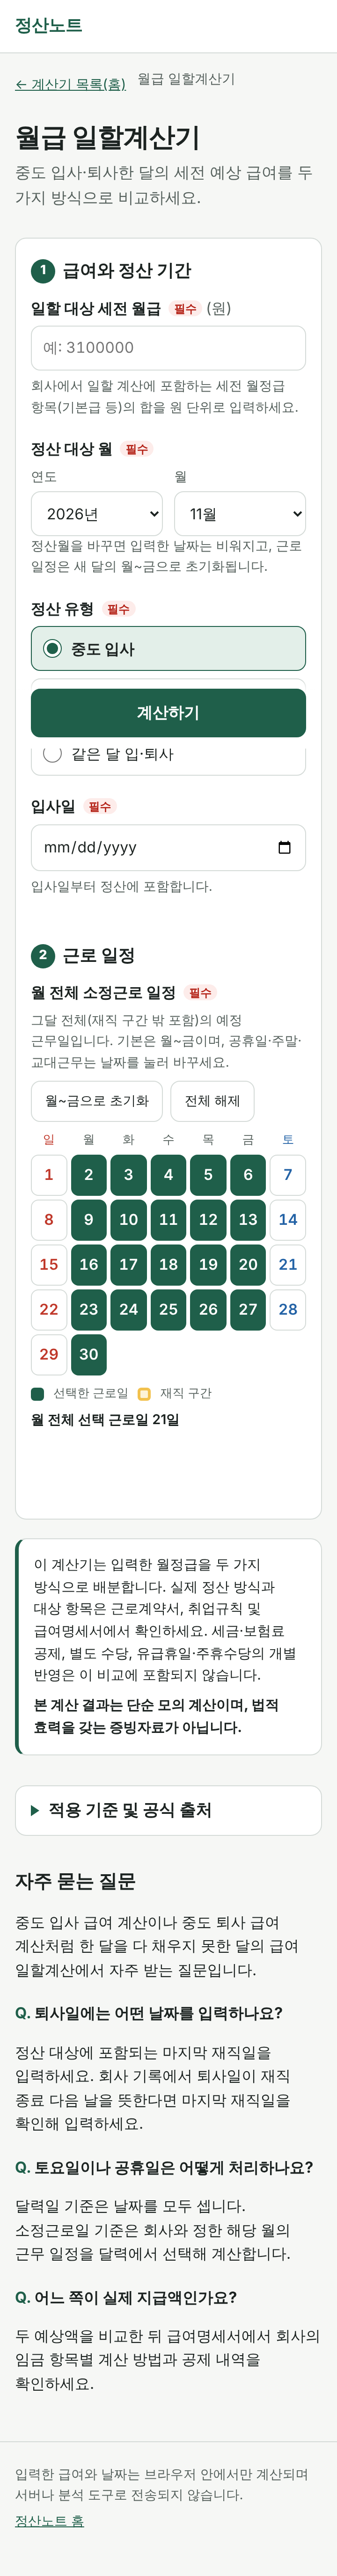 정산노트
← 계산기 목록(홈) 월급 일할계산기
월급 일할계산기
중도 입사·퇴사한 달의 세전 예상 급여를 두
가지 방식으로 비교하세요.
1 급여와 정산 기간
일할 대상 세전 월급 필수 (원)
예: 3100000
회사에서 일할 계산에 포함하는 세전 월정급
항목(기본급 등)의 합을 원 단위로 입력하세요.
정산 대상 월 필수
연도 월
2026년 11월
정산월을 바꾸면 입력한 날짜는 비워지고, 근로
일정은 새 달의 월~금으로 초기화됩니다.
정산 유형 필수
중도 입사
계산하기
같은 달 입·퇴사
입사일 필수
mm/dd/yyyy
입사일부터 정산에 포함합니다.
2 근로 일정
월 전체 소정근로 일정 필수
그달 전체(재직 구간 밖 포함)의 예정
근무일입니다. 기본은 월~금이며, 공휴일·주말·
교대근무는 날짜를 눌러 바꾸세요.
월~금으로 초기화 전체 해제
일 월 화 수 목 금 토
1 2 3 4 5 6 7
8 9 10 11 12 13 14
15 16 17 18 19 20 21
22 23 24 25 26 27 28
29 30
선택한 근로일 재직 구간
월 전체 선택 근로일 21일
이 계산기는 입력한 월정급을 두 가지
방식으로 배분합니다. 실제 정산 방식과
대상 항목은 근로계약서, 취업규칙 및
급여명세서에서 확인하세요. 세금·보험료
공제, 별도 수당, 유급휴일·주휴수당의 개별
반영은 이 비교에 포함되지 않습니다.
본 계산 결과는 단순 모의 계산이며, 법적
효력을 갖는 증빙자료가 아닙니다.
적용 기준 및 공식 출처
자주 묻는 질문
중도 입사 급여 계산이나 중도 퇴사 급여
계산처럼 한 달을 다 채우지 못한 달의 급여
일할계산에서 자주 받는 질문입니다.
Q. 퇴사일에는 어떤 날짜를 입력하나요?
정산 대상에 포함되는 마지막 재직일을
입력하세요. 회사 기록에서 퇴사일이 재직
종료 다음 날을 뜻한다면 마지막 재직일을
확인해 입력하세요.
Q. 토요일이나 공휴일은 어떻게 처리하나요?
달력일 기준은 날짜를 모두 셉니다.
소정근로일 기준은 회사와 정한 해당 월의
근무 일정을 달력에서 선택해 계산합니다.
Q. 어느 쪽이 실제 지급액인가요?
두 예상액을 비교한 뒤 급여명세서에서 회사의
임금 항목별 계산 방법과 공제 내역을
확인하세요.
입력한 급여와 날짜는 브라우저 안에서만 계산되며
서버나 분석 도구로 전송되지 않습니다.
정산노트 홈